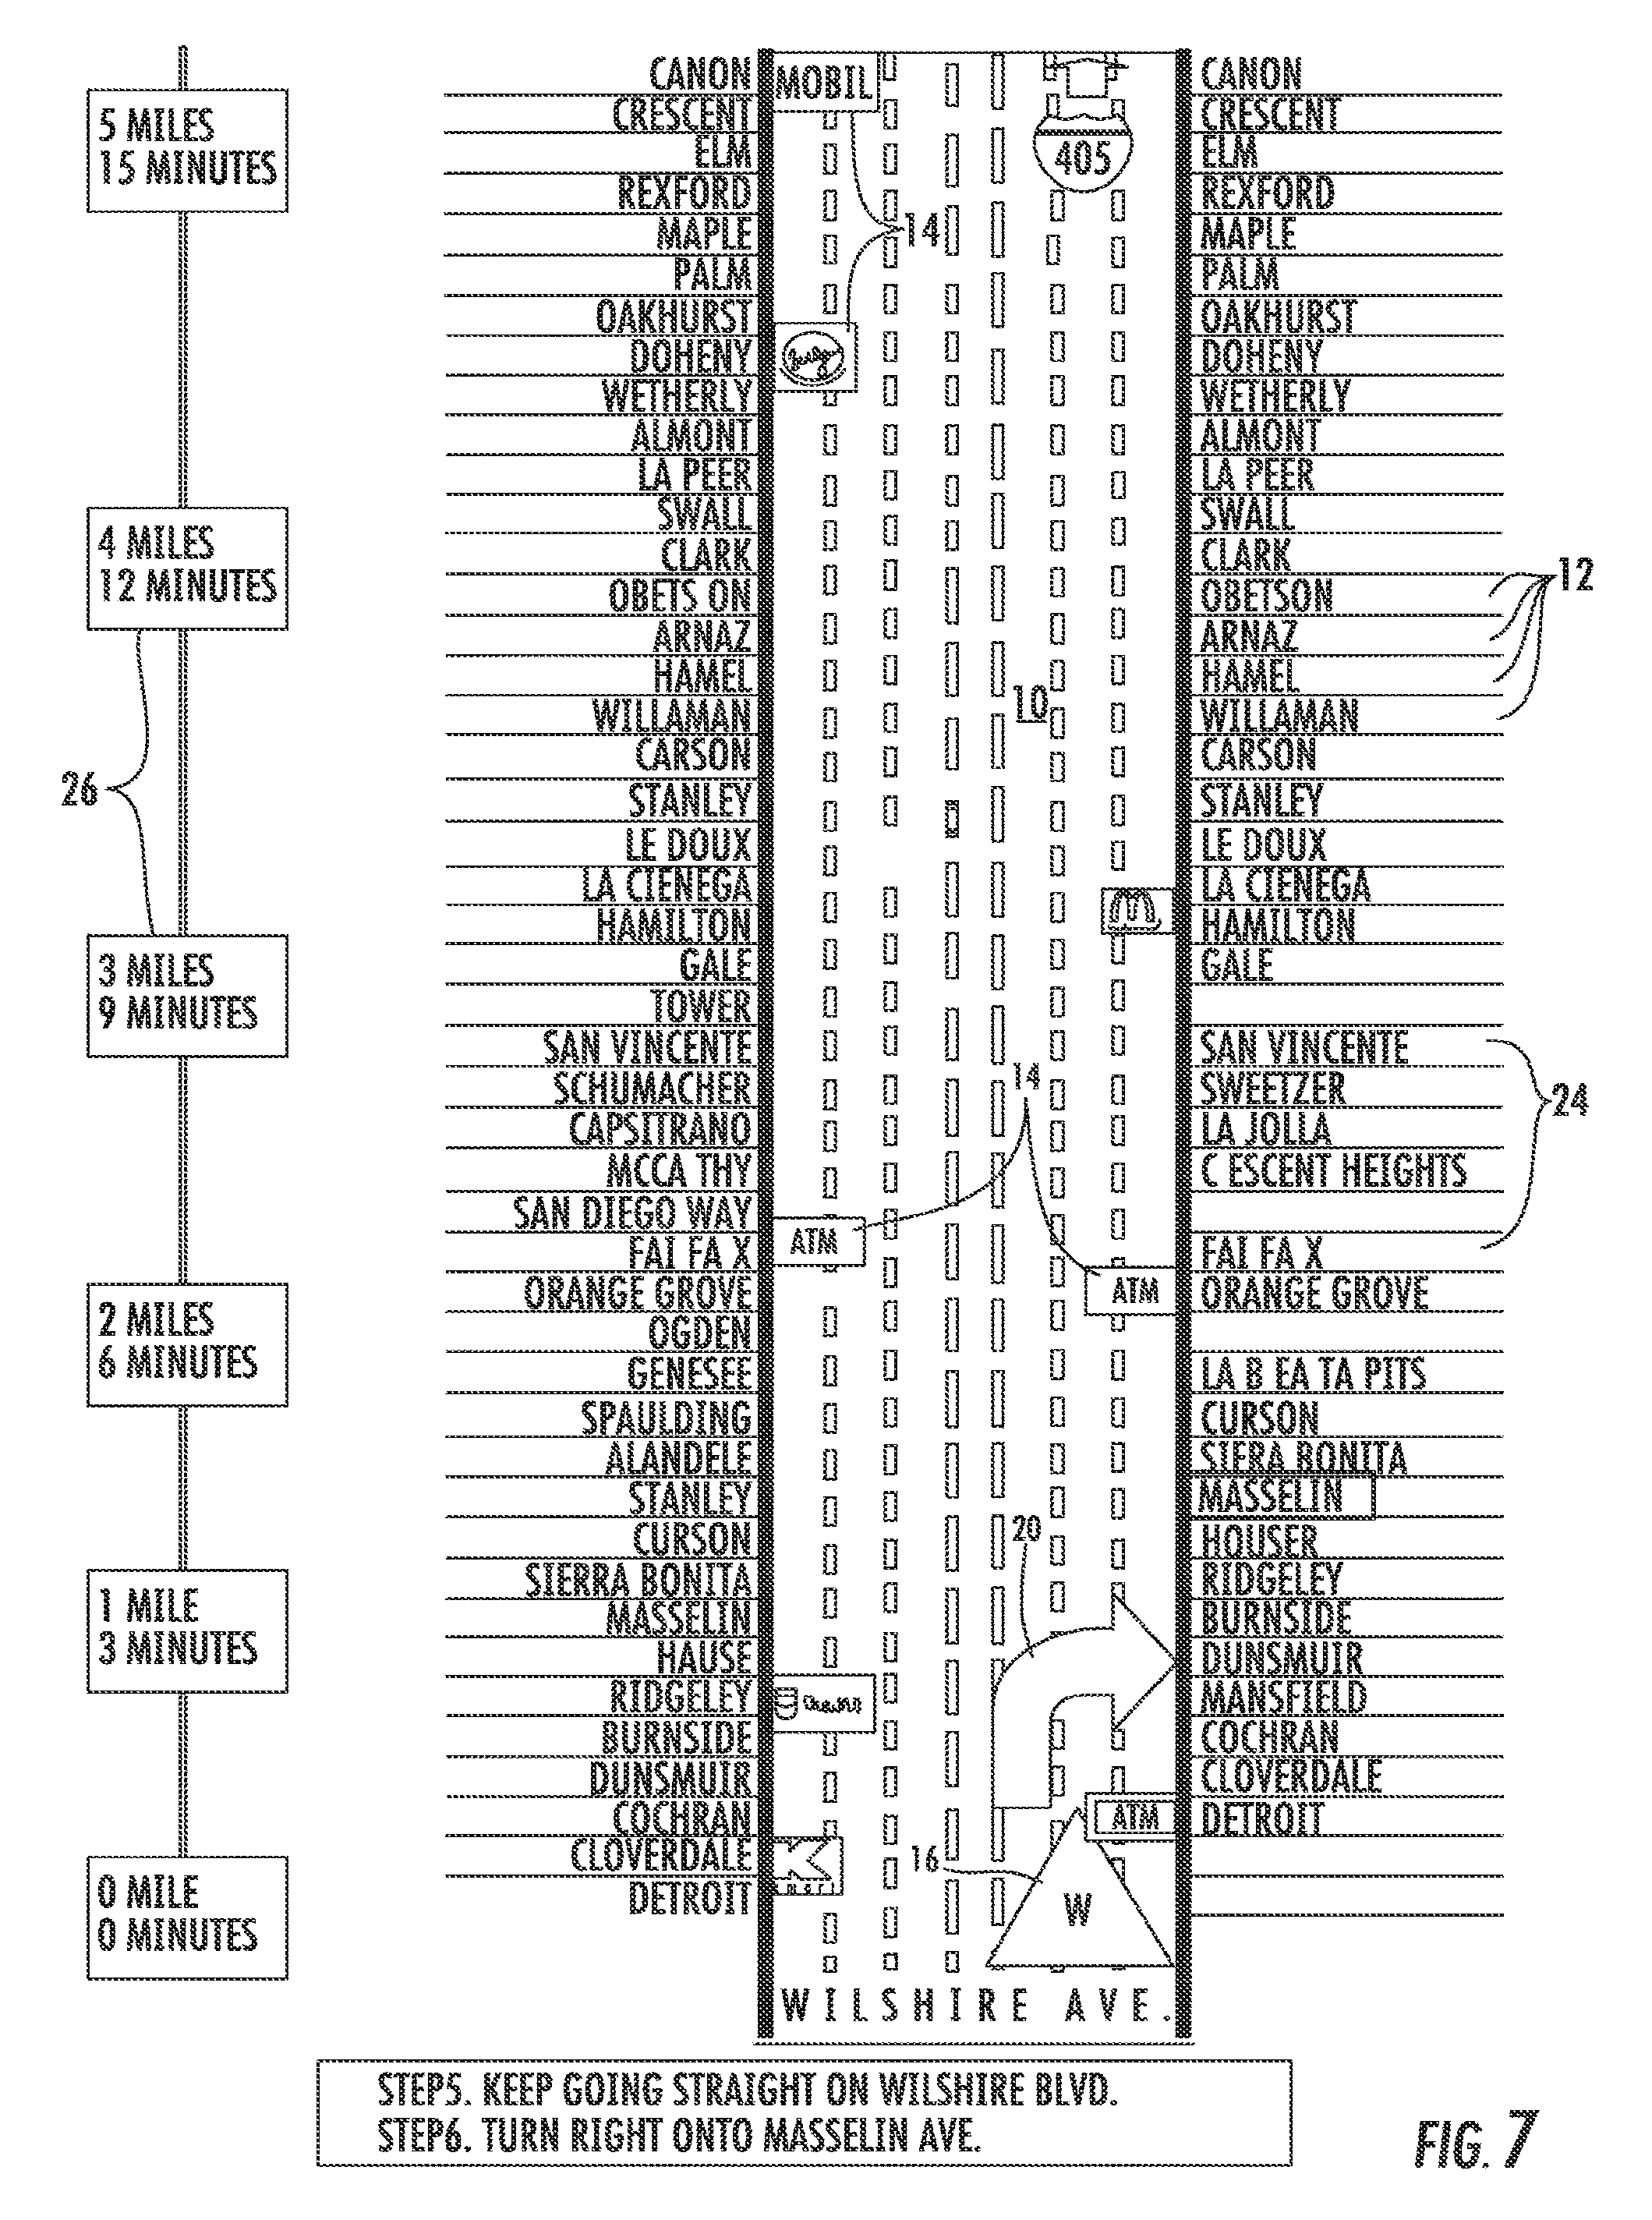 CANON
MOBIL
405
CANON
CRESCENT
CRESCENT
5 MILES
15 MINUTES
ELM
ELM
REXFORD
REXFORD
14
MAPLE
MAPLE
PALM
PALM
OAKHURST
OAKHURST
DOHENY
DOHENY
WETHERLY
WETHERLY
ALMONT
ALMONT
LA PEER
LA PEER
SWALL
SWALL
4 MILES
12 MINUTES
CLARK
CLARK
12
OBETS ON
OBETSON
ARNAZ
ARNAZ
HAMEL
HAMEL
10
WILLAMAN
WILLAMAN
CARSON
CARSON
26
STANLEY
STANLEY
LE DOUX
LE DOUX
LA CIENEGA
LA CIENEGA
HAMILTON
HAMILTON
3 MILES
9 MINUTES
GALE
GALE
TOWER
SAN VINCENTE
SAN VINCENTE
14
SCHUMACHER
SWEETZER
24
CAPSITRANO
LA JOLLA
MCCA THY
C ESCENT HEIGHTS
SAN DIEGO WAY
ATM
FAI FA X
FAI FA X
ORANGE GROVE
ATM
ORANGE GROVE
2 MILES
6 MINUTES
OGDEN
GENESEE
LA B EA TA PITS
SPAULDING
CURSON
ALANDELE
SIERA BONITA
STANLEY
MASSELIN
20
CURSON
HOUSER
SIERRA BONITA
RIDGELEY
1 MILE
3 MINUTES
MASSELIN
BURNSIDE
HAUSE
DUNSMUIR
RIDGELEY
MANSFIELD
BURNSIDE
COCHRAN
DUNSMUIR
CLOVERDALE
COCHRAN
ATM
DETROIT
CLOVERDALE
16
0 MILE
0 MINUTES
DETROIT
W
WILSHIRE AVE.
STEP5. KEEP GOING STRAIGHT ON WILSHIRE BLVD.
STEP6. TURN RIGHT ONTO MASSELIN AVE.
FIG. 7